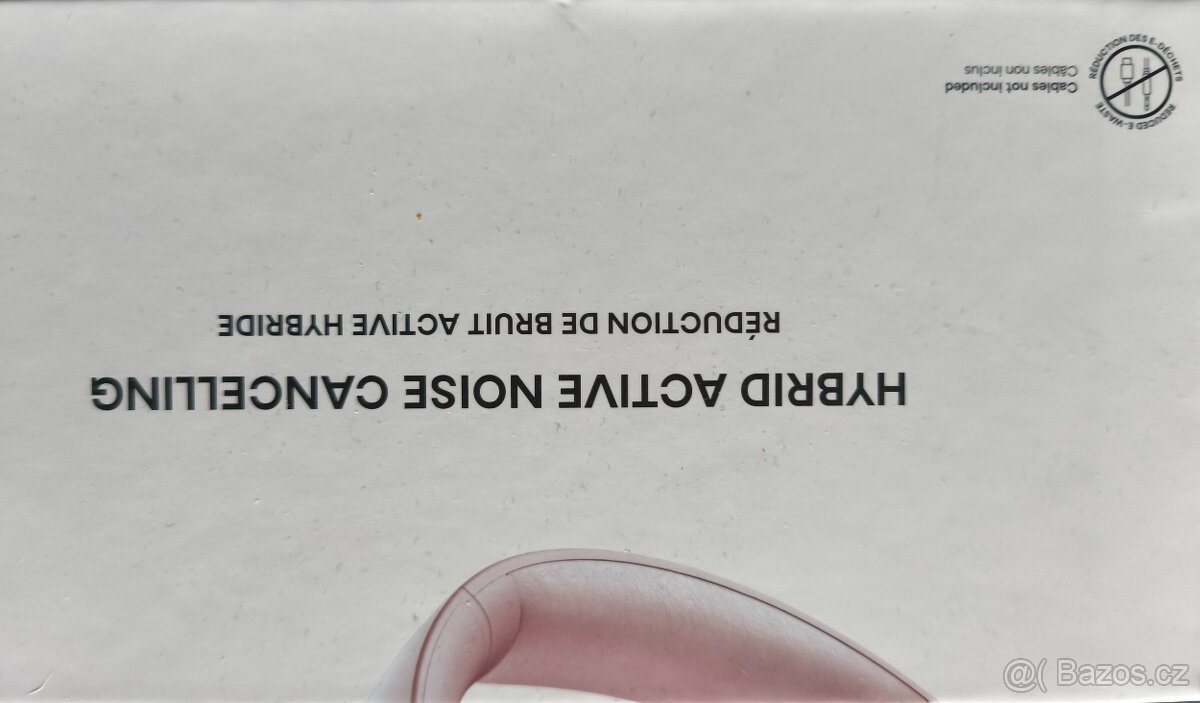 HYBRID ACTIVE NOISE CANCELLING
RÉDUCTION DE BRUIT ACTIVE HYBRIDE
RÉDUCTION DES E-DÉCHETS
REDUCED E-WASTE
Cables not included
Câbles non inclus
@( Bazos.cz